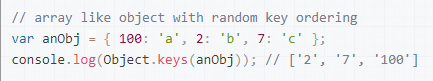 // array like object with random key ordering
var anObj = { 100: 'a', 2: 'b', 7: 'c' };
console.log(Object.keys(anObj)); // ['2', '7', '100']